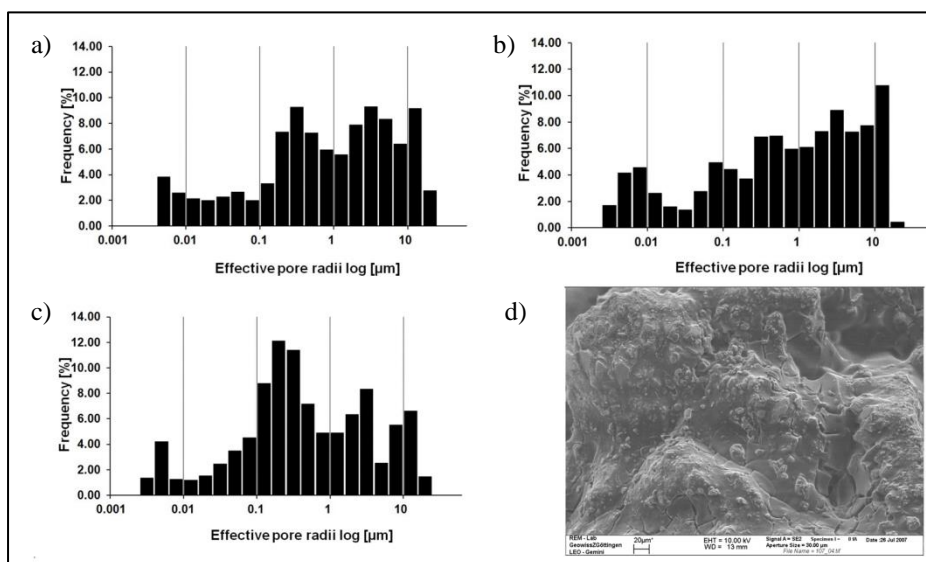 a)
14.00
12.00
10.00
8.00
6.00
4.00
2.00
0.00
Frequency [%]
0.001 0.01 0.1 1 10
Effective pore radii log [µm]
b)
14.00
12.00
10.00
8.00
6.00
4.00
2.00
0.00
Frequency [%]
0.001 0.01 0.1 1 10
Effective pore radii log [µm]
c)
14.00
12.00
10.00
8.00
6.00
4.00
2.00
0.00
Frequency [%]
0.001 0.01 0.1 1 10
Effective pore radii log [µm]
d)
REM - Lab
GeowissZGöttingen
LEO - Gemini
20µm
EHT = 10.00 kV
WD = 13 mm
Signal A = SE2
Aperture Size = 30.00 µm
Date :26 Jul 2007
File Name = 107_04.tif